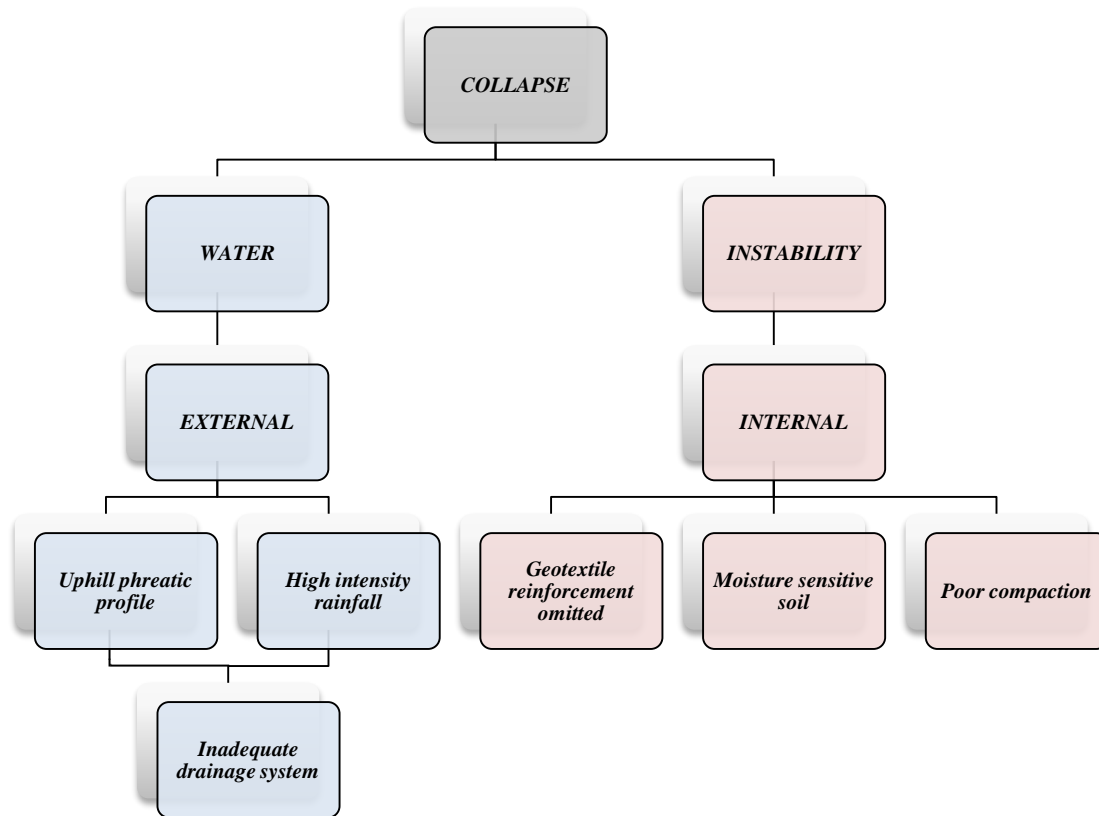 COLLAPSE
WATER
INSTABILITY
EXTERNAL
INTERNAL
Uphill phreatic
profile
High intensity
rainfall
Geotextile
reinforcement
omitted
Moisture sensitive
soil
Poor compaction
Inadequate
drainage system